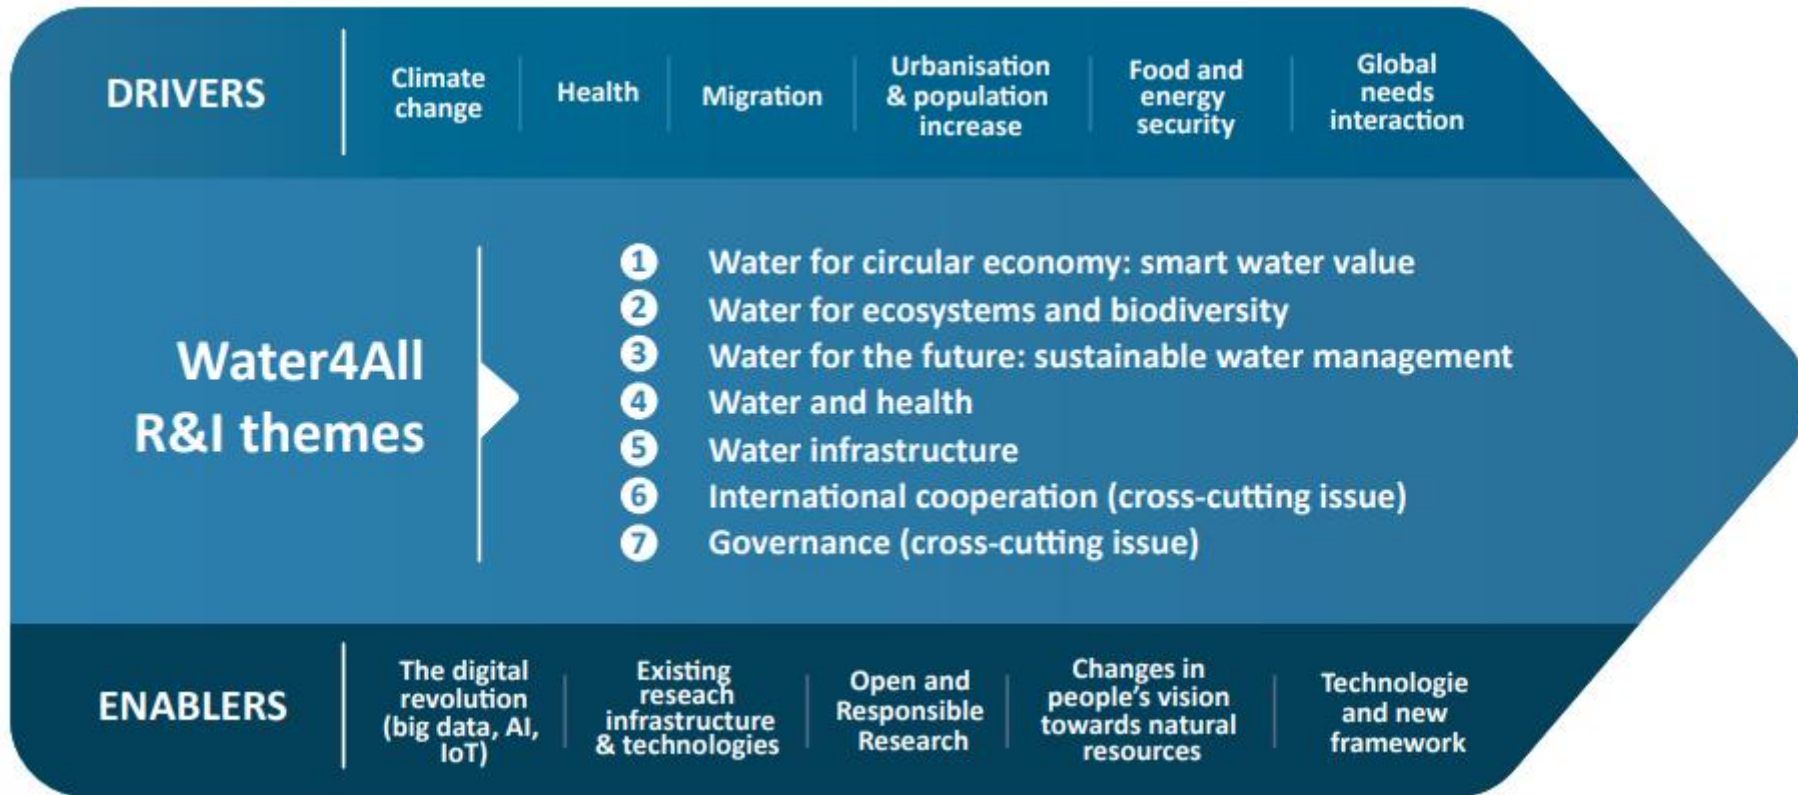 DRIVERS
Climate
change
Health
Migration
Urbanisation
& population
increase
Food and
energy
security
Global
needs
interaction
Water4All
R&I themes
1 Water for circular economy: smart water value
2 Water for ecosystems and biodiversity
3 Water for the future: sustainable water management
4 Water and health
5 Water infrastructure
6 International cooperation (cross-cutting issue)
7 Governance (cross-cutting issue)
ENABLERS
The digital
revolution
(big data, AI,
IoT)
Existing
reseach
infrastructure
& technologies
Open and
Responsible
Research
Changes in
people's vision
towards natural
resources
Technologie
and new
framework